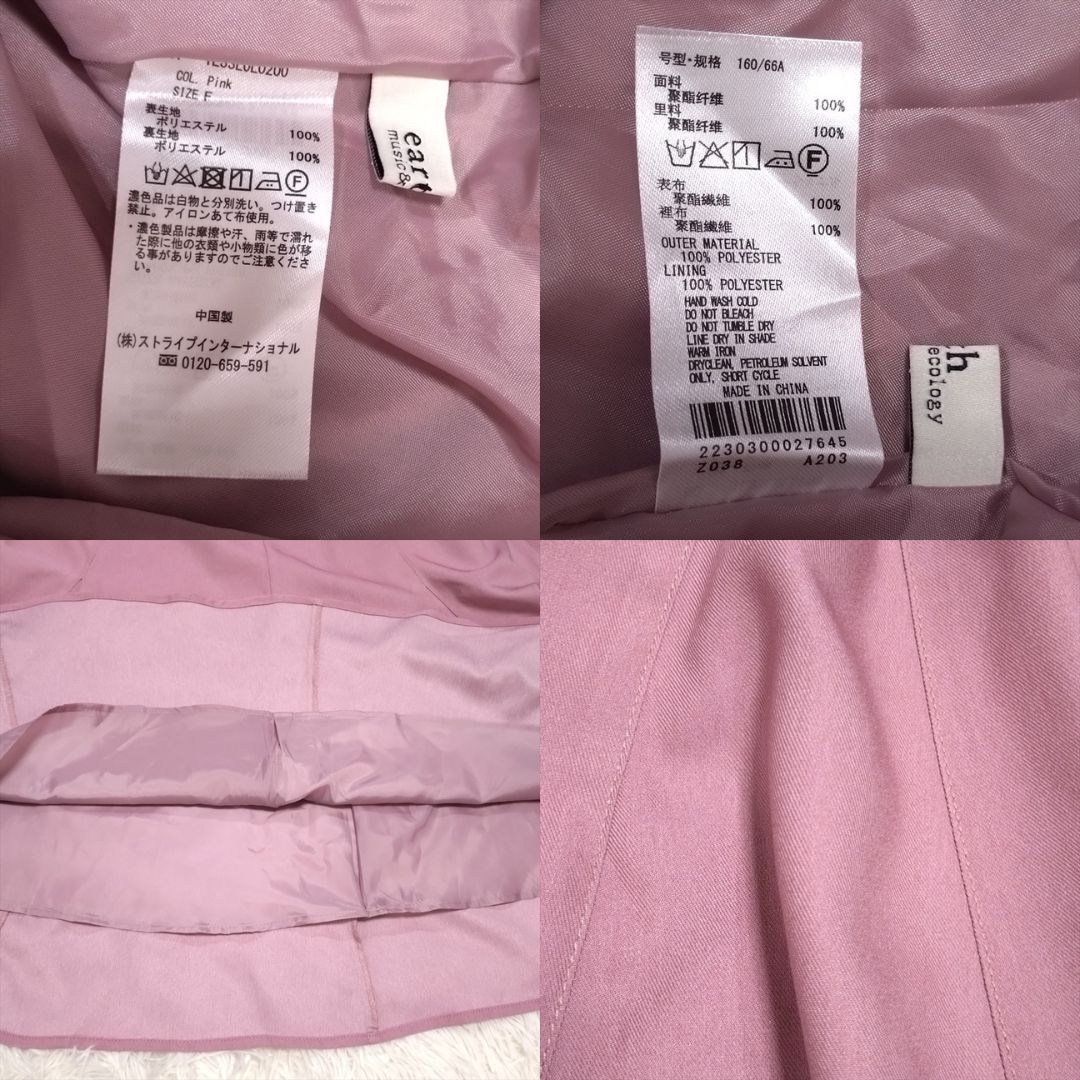 COL. Pink
SIZE F
表生地
ポリエステル 100%
裏生地
ポリエステル 100%
濃色品は白物と分別洗い。つけ置き
禁止。アイロンあて布使用。
・濃色製品は摩擦や汗、雨等で濡れ
た際に他の衣類や小物類に色が移
る事がありますのでご注意くださ
い。
中国製
(株)ストライプインターナショナル
0120-659-591
ear
music &
号型・规格 160/66A
面料
聚酯纤维 100%
里料
聚酯纤维 100%
F
表布
聚酯纖維 100%
裡布
聚酯纖維 100%
OUTER MATERIAL
100% POLYESTER
LINING
100% POLYESTER
HAND WASH COLD
DO NOT BLEACH
DO NOT TUMBLE DRY
LINE DRY IN SHADE
WARM IRON
DRYCLEAN, PETROLEUM SOLVENT
ONLY, SHORT CYCLE
MADE IN CHINA
2230300027645
Z038 A203
th
ecology